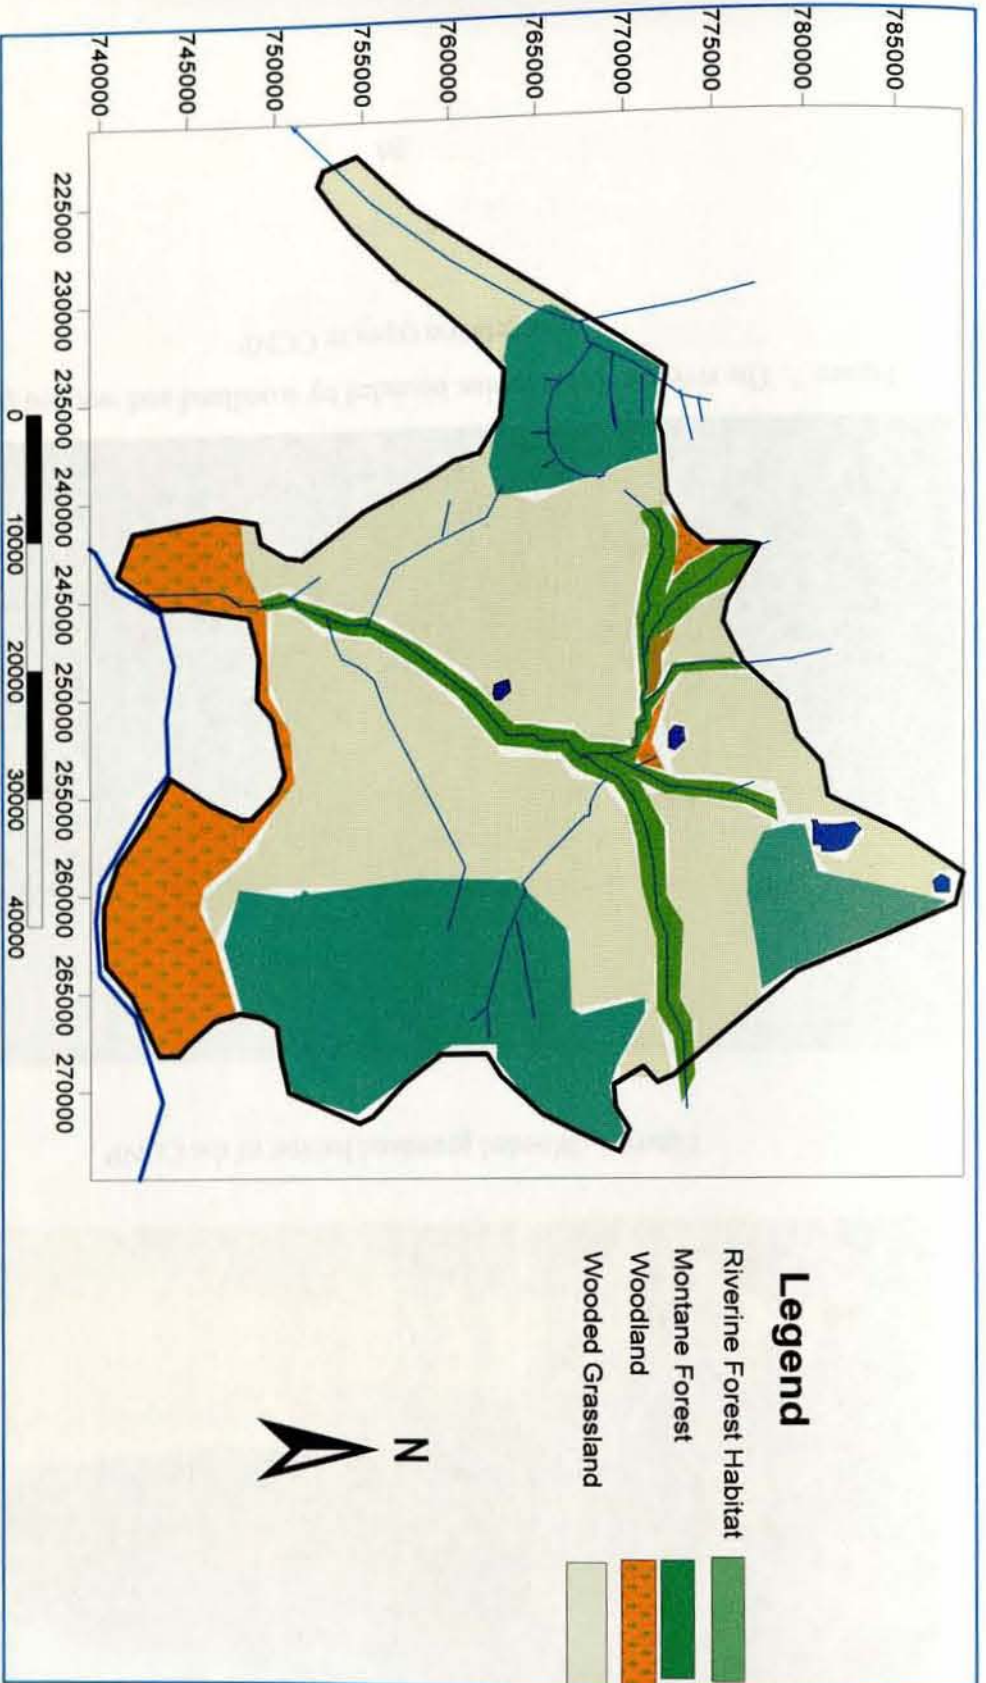 785000
780000
775000
770000
765000
760000
755000
750000
745000
740000
225000 230000 235000 240000 245000 250000 255000 260000 265000 270000
0 10000 20000 30000 40000
Legend
Riverine Forest Habitat
Montane Forest
Woodland
Wooded Grassland
N